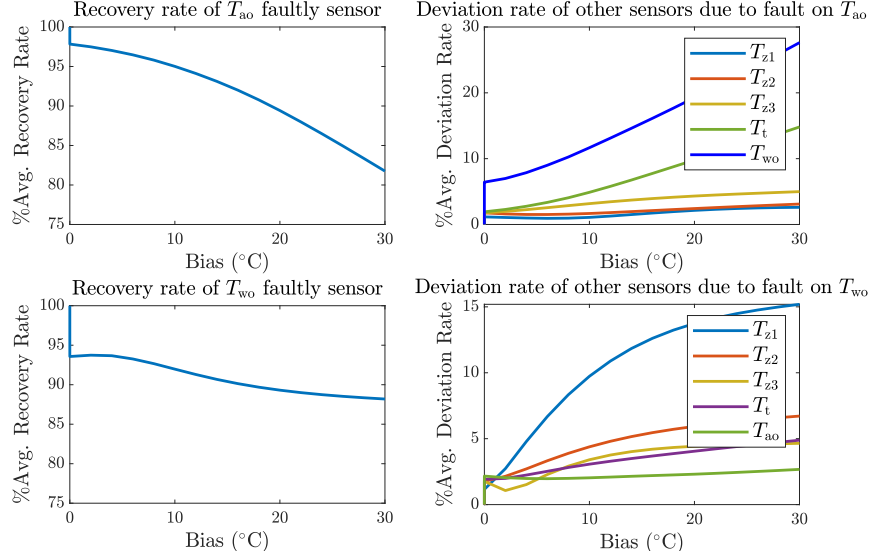 Recovery rate of T_ao faultly sensor
%Avg. Recovery Rate
100
95
90
85
80
75
0
10
20
30
Bias (°C)
Deviation rate of other sensors due to fault on T_ao
%Avg. Deviation Rate
30
20
10
0
0
10
20
30
Bias (°C)
T_z1
T_z2
T_z3
T_t
T_wo
Recovery rate of T_wo faultly sensor
%Avg. Recovery Rate
100
95
90
85
80
75
0
10
20
30
Bias (°C)
Deviation rate of other sensors due to fault on T_wo
%Avg. Deviation Rate
15
10
5
0
0
10
20
30
Bias (°C)
T_z1
T_z2
T_z3
T_t
T_ao